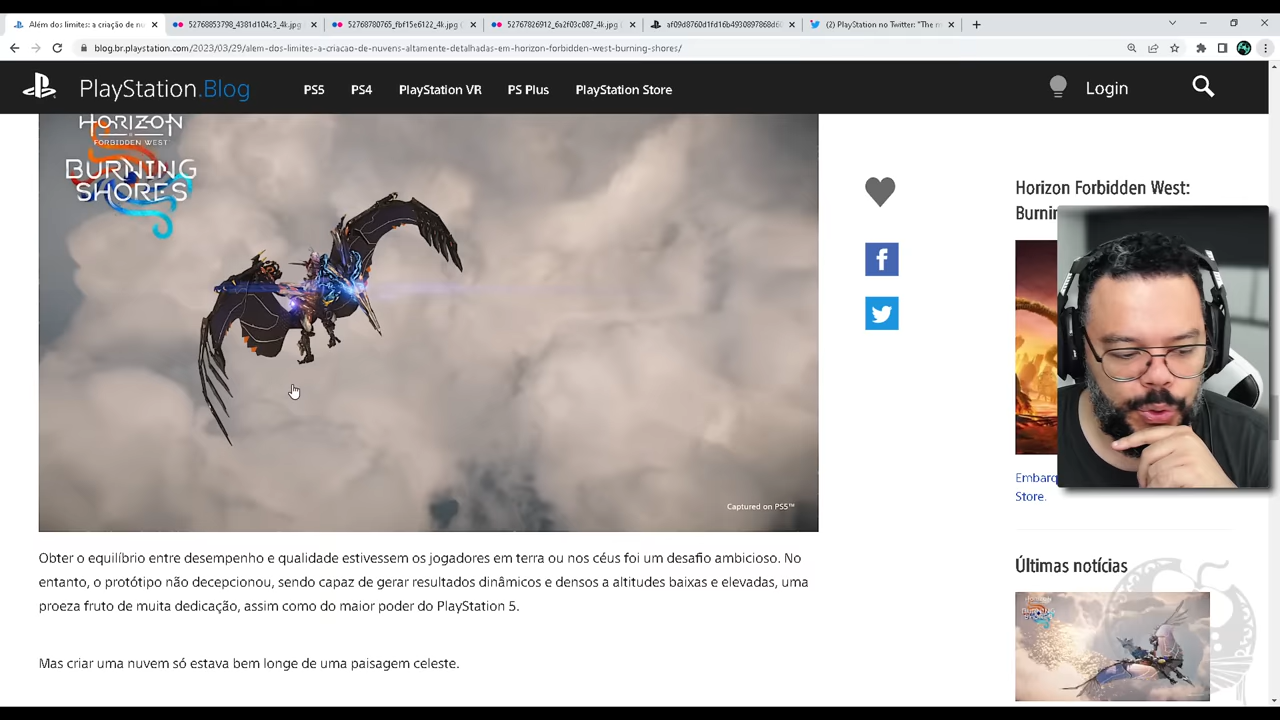 Além dos limites: a criação de nu
52768853798_4381d104c3_4k.jpg
52768780765_fbf15e6122_4k.jpg
52767826912_6a2f03c087_4k.jpg
af09d8760d1fd16b4930897868d6
(2) PlayStation no Twitter: "The m
blog.br.playstation.com/2023/03/29/alem-dos-limites-a-criacao-de-nuvens-altamente-detalhadas-em-horizon-forbidden-west-burning-shores/
PlayStation.Blog
PS5
PS4
PlayStation VR
PS Plus
PlayStation Store
Login
HORIZON
FORBIDDEN WEST
BURNING
SHORES
Captured on PS5™
Obter o equilíbrio entre desempenho e qualidade estivessem os jogadores em terra ou nos céus foi um desafio ambicioso. No
entanto, o protótipo não decepcionou, sendo capaz de gerar resultados dinâmicos e densos a altitudes baixas e elevadas, uma
proeza fruto de muita dedicação, assim como do maior poder do PlayStation 5.
Mas criar uma nuvem só estava bem longe de uma paisagem celeste.
Horizon Forbidden West:
Burnin
Embarq
Store.
Últimas notícias
HORIZON
BURNING
SHORES